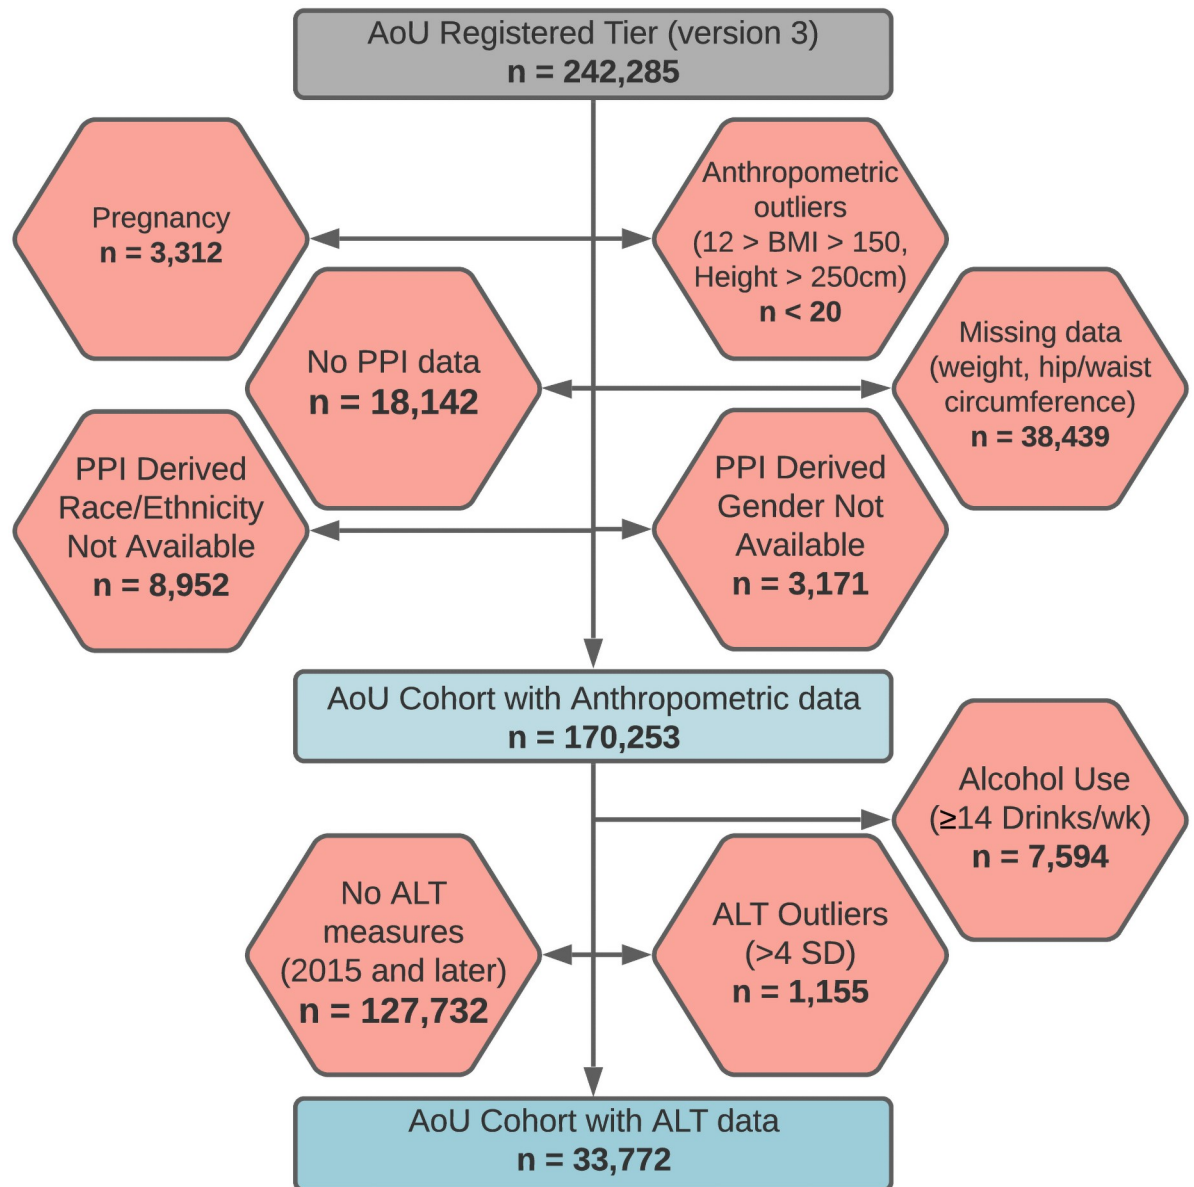 AoU Registered Tier (version 3)
n = 242,285
Pregnancy
n = 3,312
Anthropometric
outliers
(12 > BMI > 150,
Height > 250cm)
n < 20
No PPI data
n = 18,142
Missing data
(weight, hip/waist
circumference)
n = 38,439
PPI Derived
Race/Ethnicity
Not Available
n = 8,952
PPI Derived
Gender Not
Available
n = 3,171
AoU Cohort with Anthropometric data
n = 170,253
Alcohol Use
(≥14 Drinks/wk)
n = 7,594
No ALT
measures
(2015 and later)
n = 127,732
ALT Outliers
(>4 SD)
n = 1,155
AoU Cohort with ALT data
n = 33,772